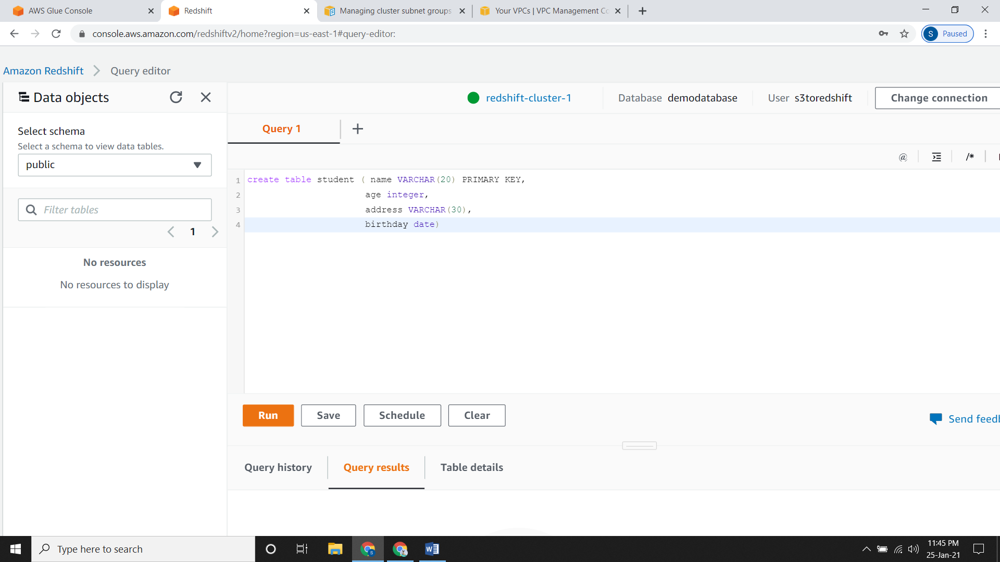 AWS Glue Console
Redshift
Managing cluster subnet groups
Your VPCs | VPC Management Co
console.aws.amazon.com/redshiftv2/home?region=us-east-1#query-editor:
S Paused
Amazon Redshift Query editor
Data objects
redshift-cluster-1 Database demodatabase User s3toredshift Change connection
Query 1
Select schema
Select a schema to view data tables.
public
@ /*
1 create table student ( name VARCHAR(20) PRIMARY KEY,
2 age integer,
3 address VARCHAR(30),
4 birthday date)
Filter tables
1
No resources
No resources to display
Run Save Schedule Clear
Send feedb
Query history Query results Table details
Type here to search
11:45 PM
25-Jan-21